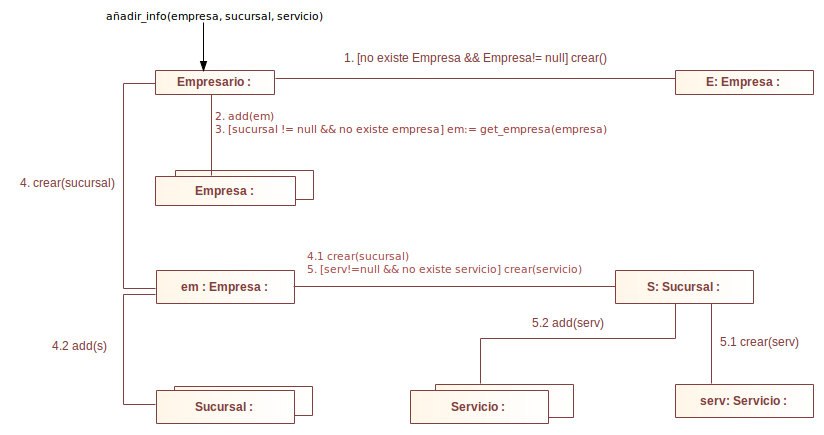 añadir_info(empresa, sucursal, servicio)
1. [no existe Empresa && Empresa!= null] crear()
Empresario :
E: Empresa :
2. add(em)
3. [sucursal != null && no existe empresa] em:= get_empresa(empresa)
4. crear(sucursal)
Empresa :
4.1 crear(sucursal)
5. [serv!=null && no existe servicio] crear(servicio)
em : Empresa :
S: Sucursal :
5.2 add(serv)
5.1 crear(serv)
4.2 add(s)
Sucursal :
Servicio :
serv: Servicio :